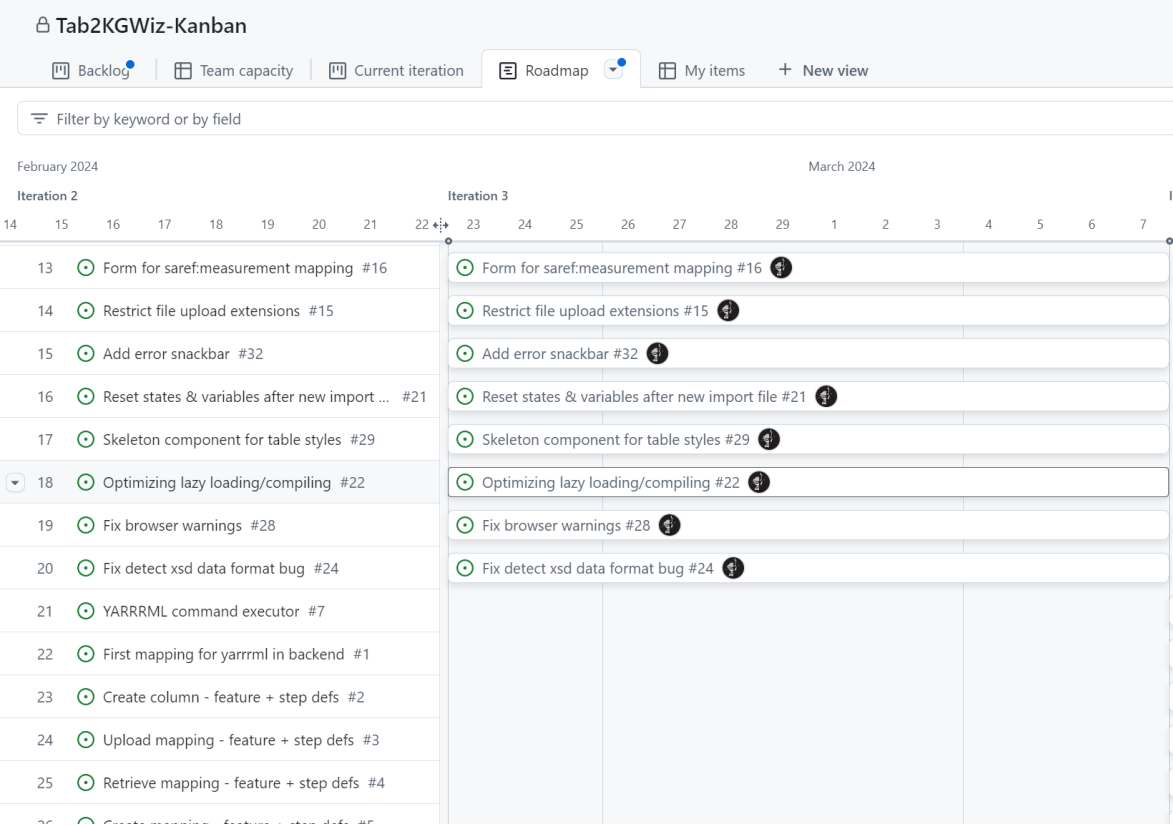 Tab2KGWiz-Kanban
Backlog Team capacity Current iteration Roadmap My items New view
Filter by keyword or by field
February 2024 March 2024
Iteration 2 Iteration 3
14 15 16 17 18 19 20 21 22 23 24 25 26 27 28 29 1 2 3 4 5 6 7
13 Form for saref:measurement mapping #16 Form for saref:measurement mapping #16
14 Restrict file upload extensions #15 Restrict file upload extensions #15
15 Add error snackbar #32 Add error snackbar #32
16 Reset states & variables after new import ... #21 Reset states & variables after new import file #21
17 Skeleton component for table styles #29 Skeleton component for table styles #29
18 Optimizing lazy loading/compiling #22 Optimizing lazy loading/compiling #22
19 Fix browser warnings #28 Fix browser warnings #28
20 Fix detect xsd data format bug #24 Fix detect xsd data format bug #24
21 YARRRML command executor #7
22 First mapping for yarrrml in backend #1
23 Create column - feature + step defs #2
24 Upload mapping - feature + step defs #3
25 Retrieve mapping - feature + step defs #4
26 Create mapping - feature + step defs #5